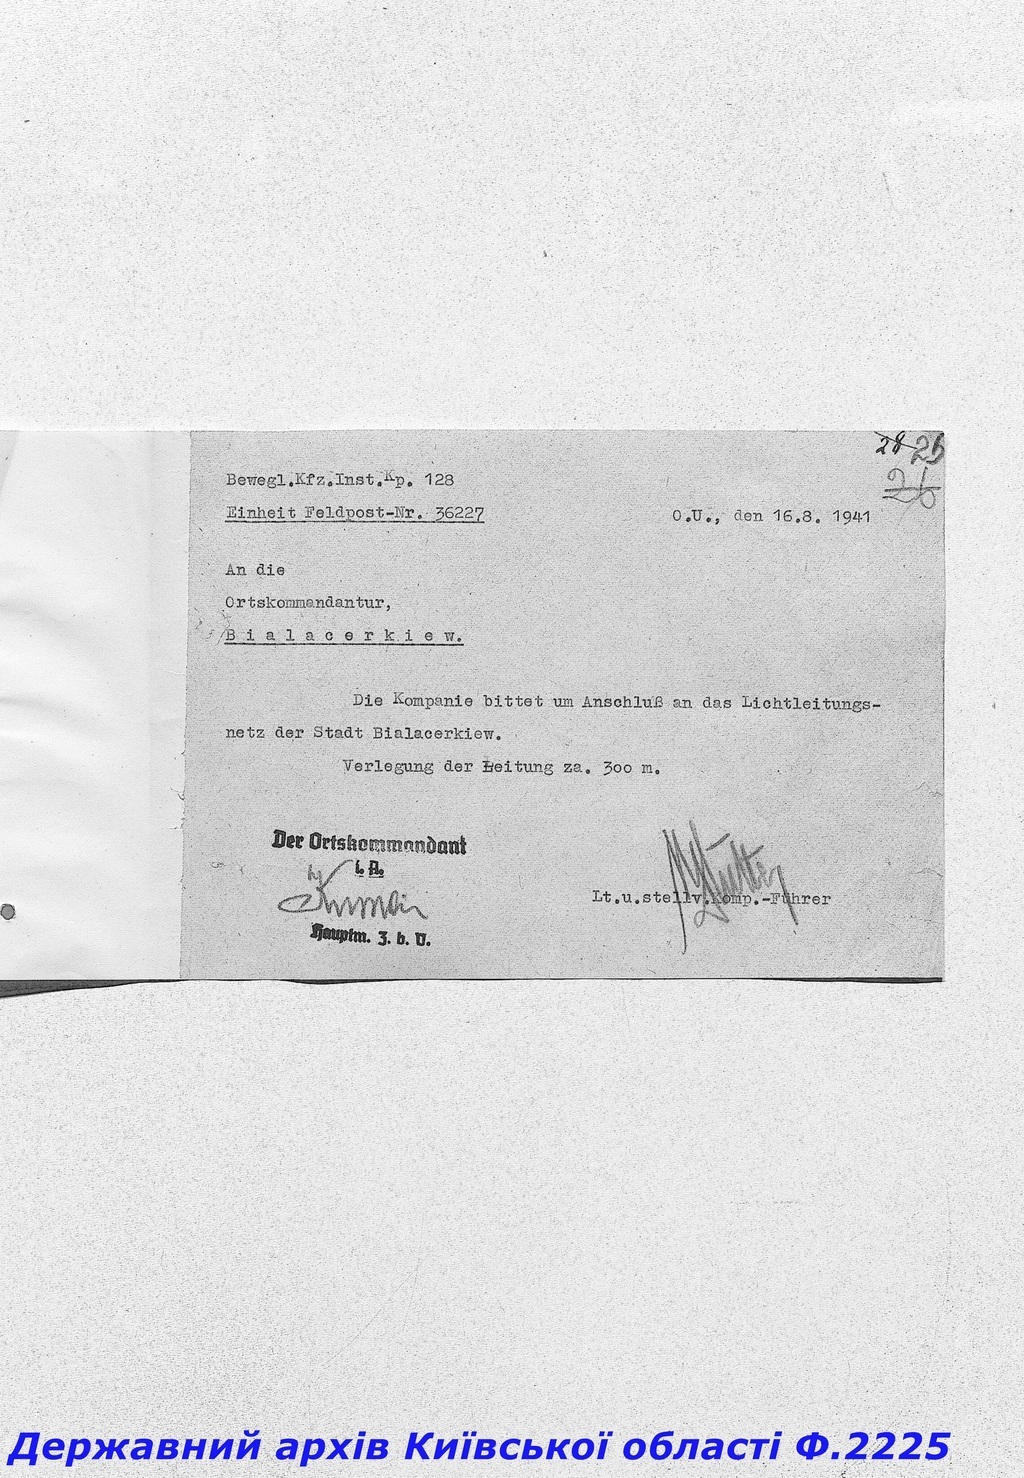 28 25
26
Bewegl.Kfz.Inst.Kp. 128
Einheit Feldpost-Nr. 36227
O.U., den 16.8. 1941
An die
Ortskommandantur,
B i a l a c e r k i e w.
Die Kompanie bittet um Anschluß an das Lichtleitungs-
netz der Stadt Bialacerkiew.
Verlegung der Leitung za. 3oo m.
Der Ortskommandant
i. A.
Hauptm. z. b. V.
Lt.u.stellv.Komp.-Führer
Державний архів Київської області Ф.2225